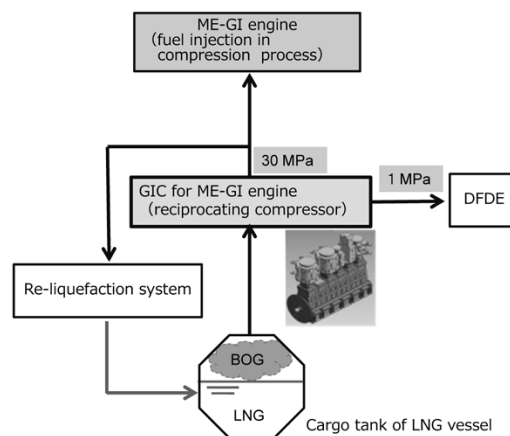 ME-GI engine
(fuel injection in
compression process)
30 MPa
1 MPa
GIC for ME-GI engine
(reciprocating compressor)
DFDE
Re-liquefaction system
BOG
LNG
Cargo tank of LNG vessel